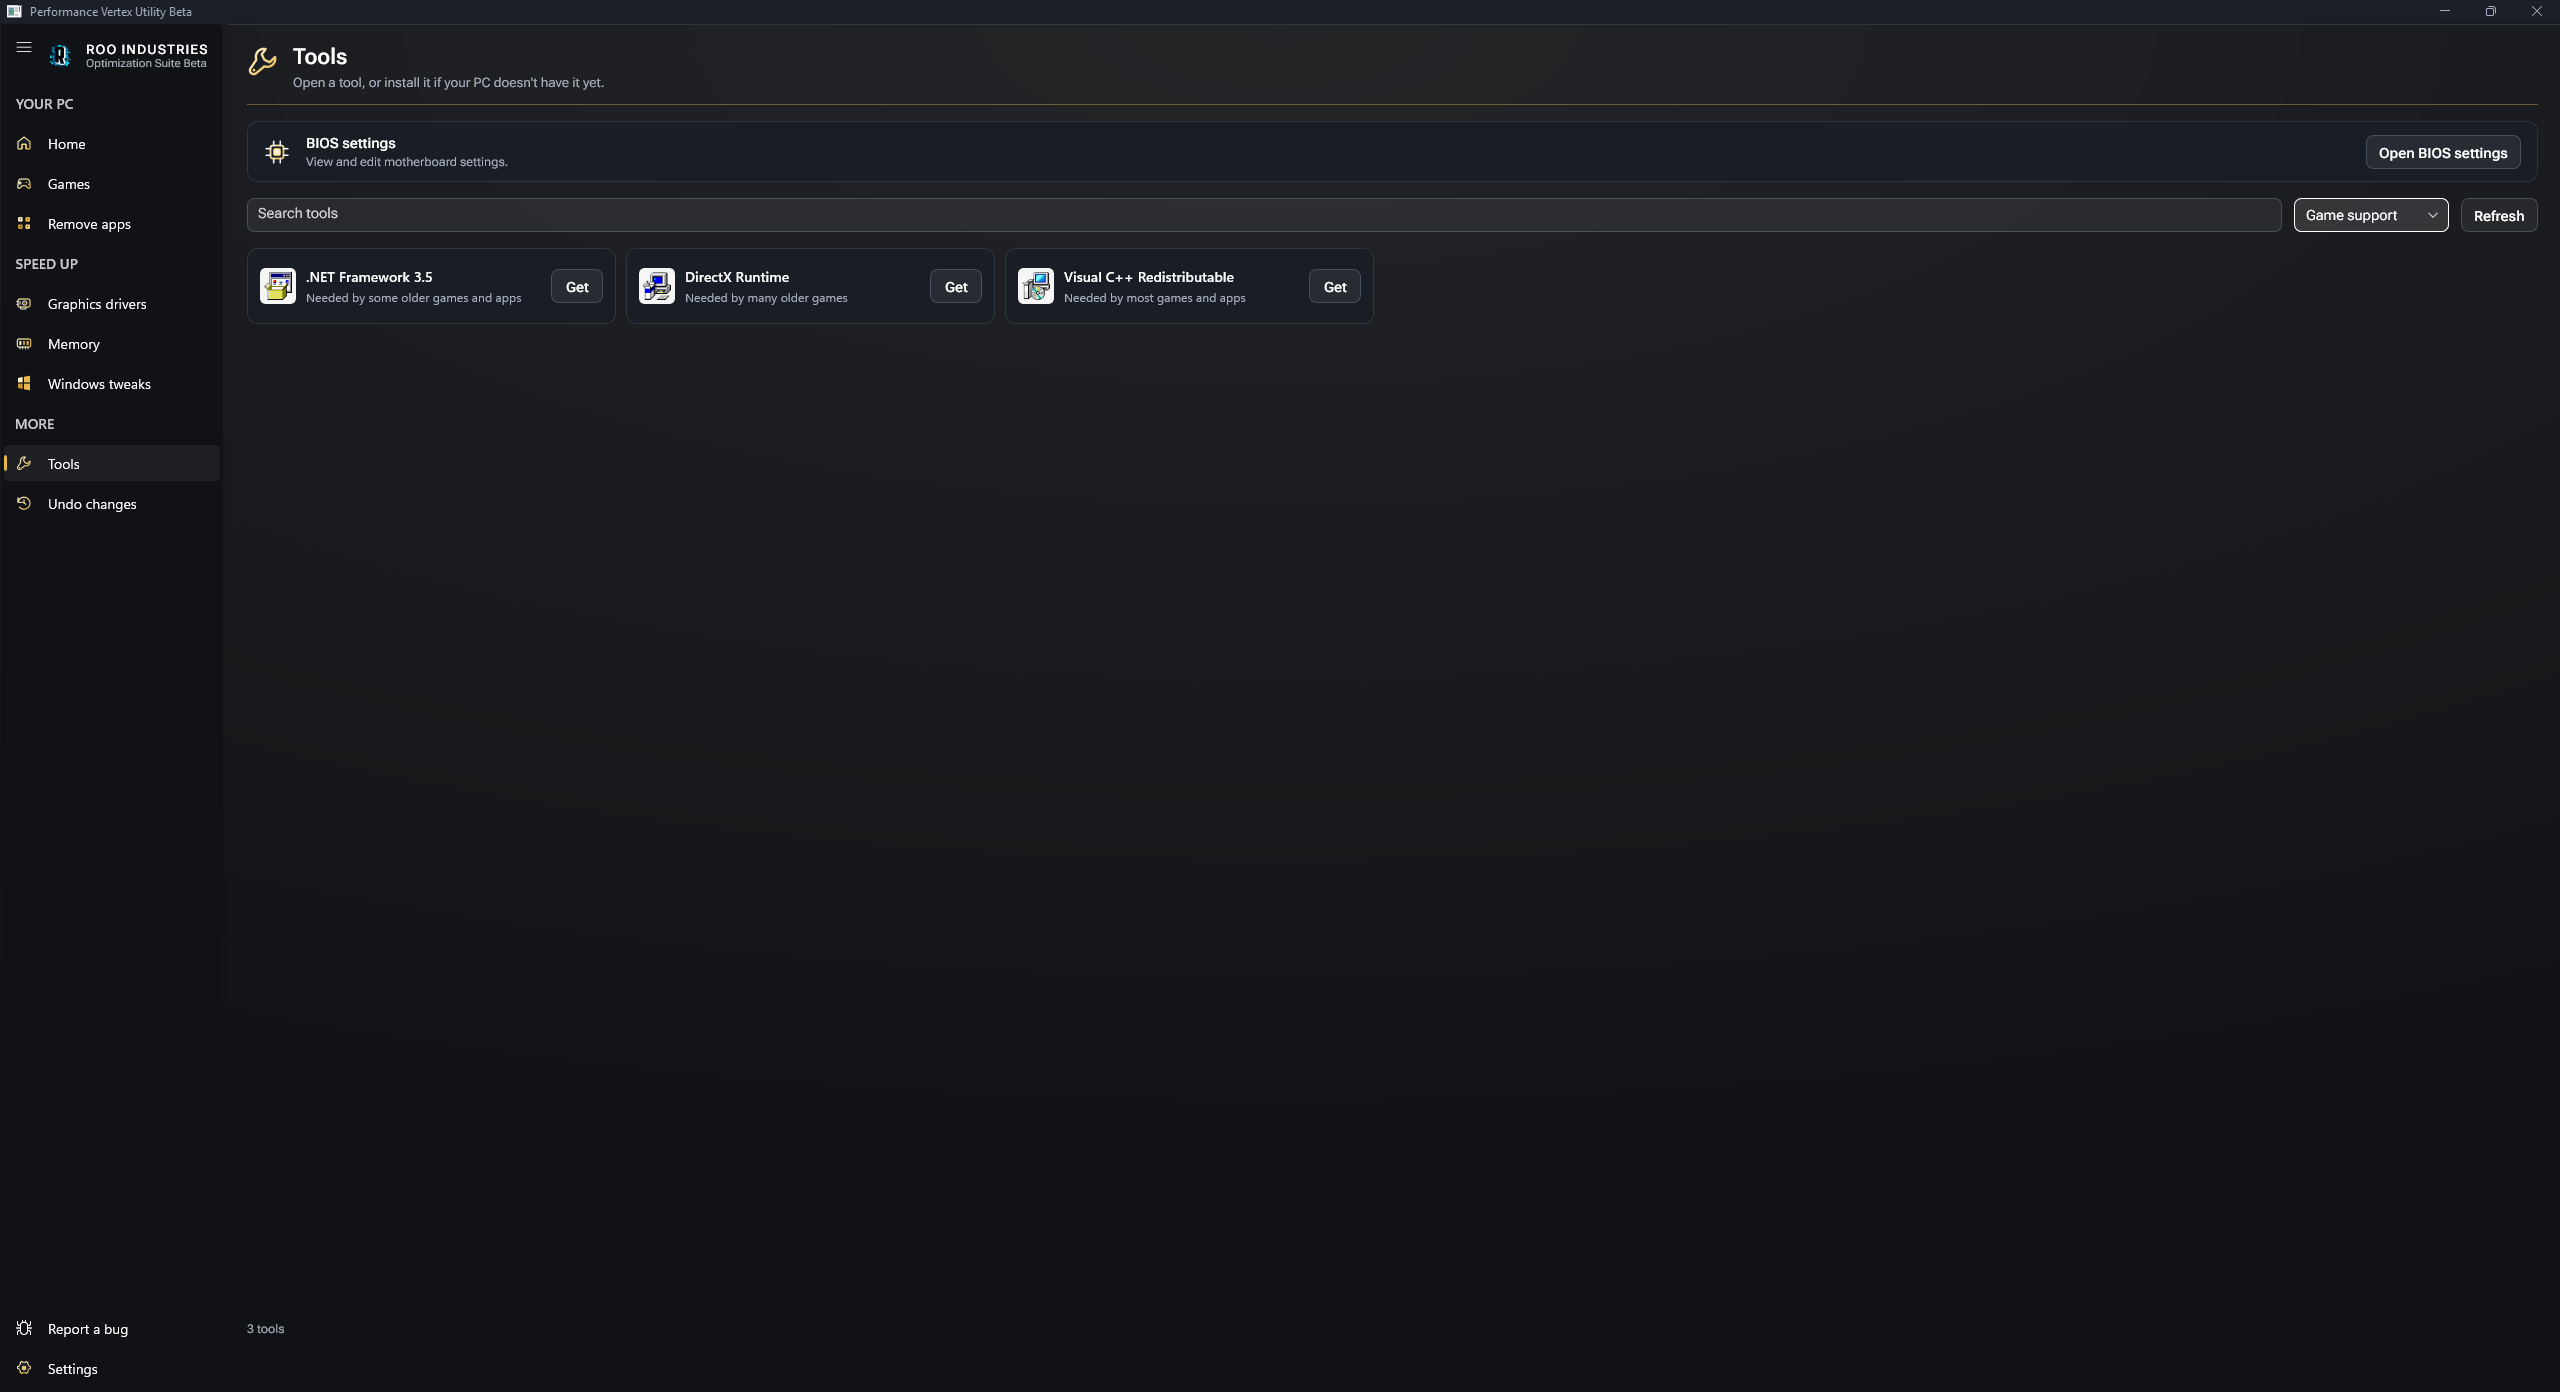 Performance Vertex Utility Beta
ROO INDUSTRIES
Optimization Suite Beta
YOUR PC
Home
Games
Remove apps
SPEED UP
Graphics drivers
Memory
Windows tweaks
MORE
Tools
Undo changes
Report a bug
Settings
Tools
Open a tool, or install it if your PC doesn't have it yet.
BIOS settings
View and edit motherboard settings.
Open BIOS settings
Search tools
Game support
Refresh
.NET Framework 3.5
Needed by some older games and apps
Get
DirectX Runtime
Needed by many older games
Get
Visual C++ Redistributable
Needed by most games and apps
Get
3 tools